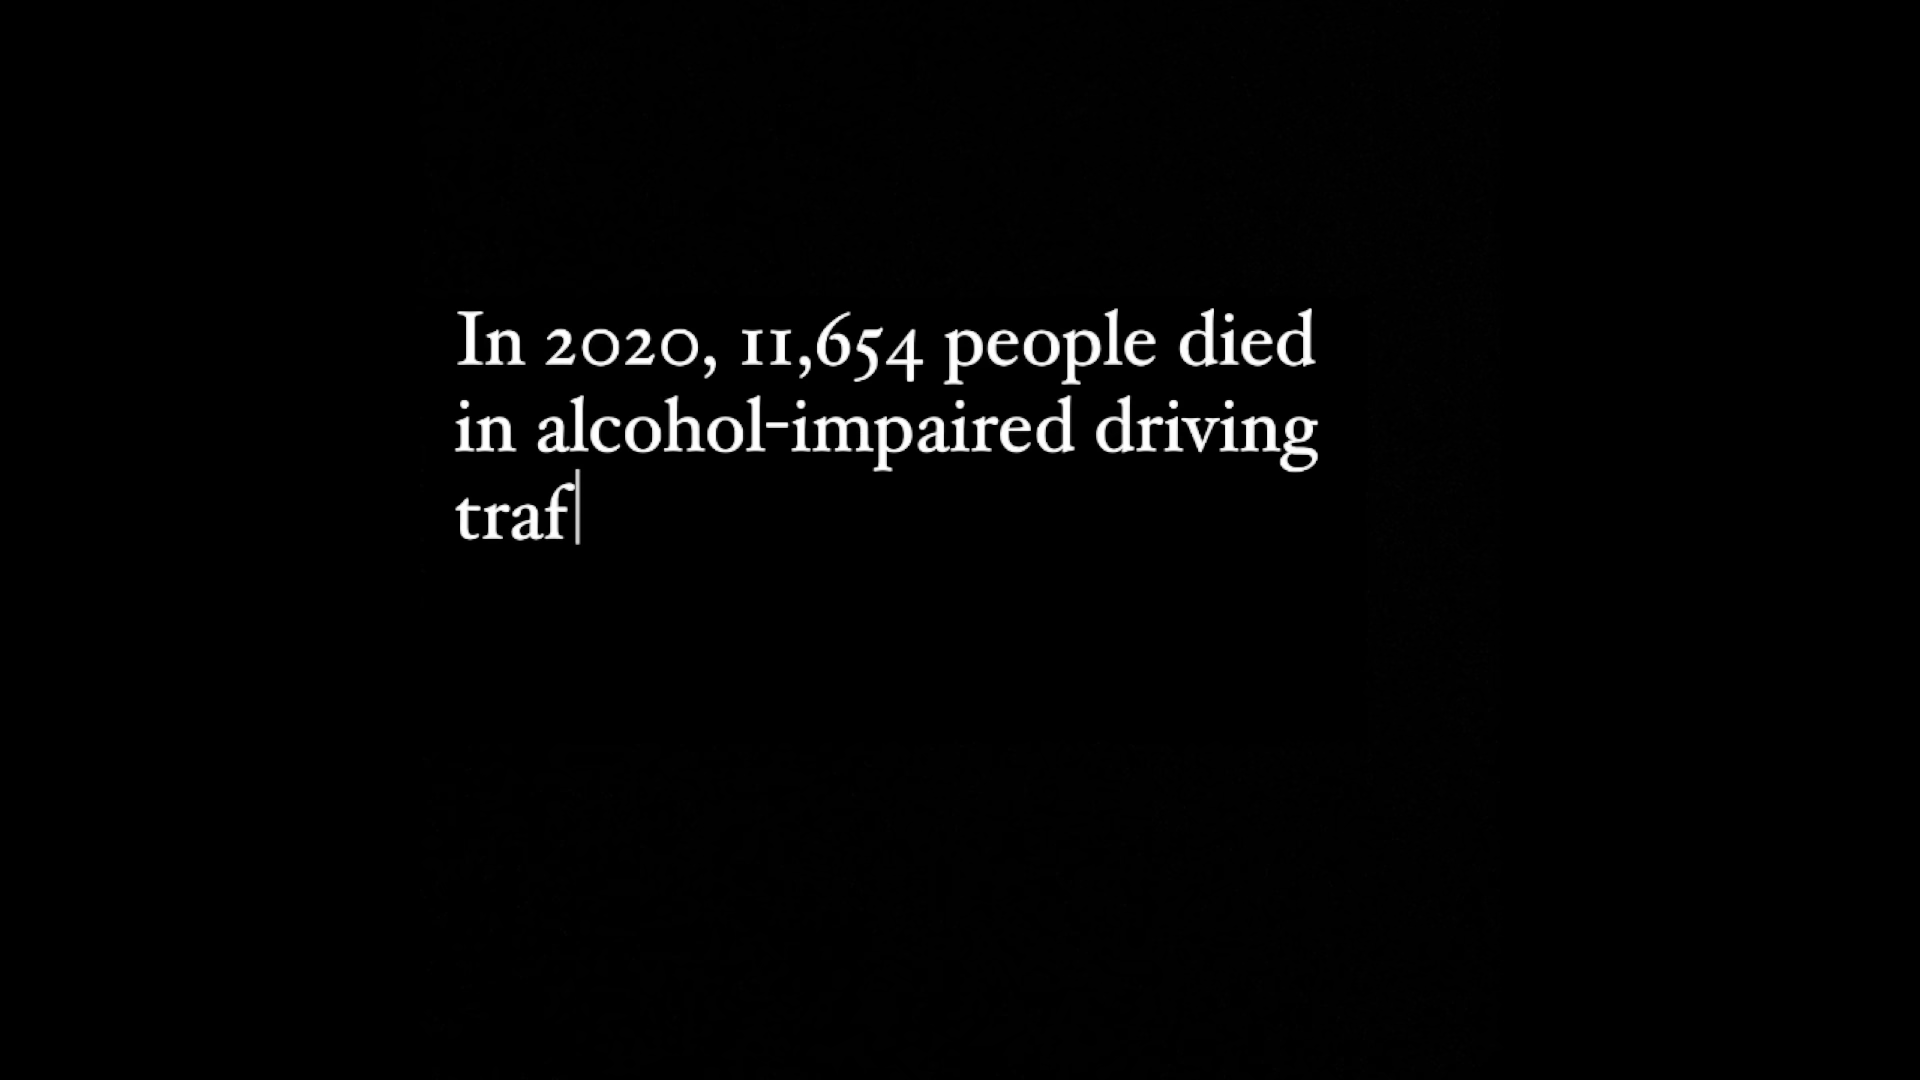 In 2020, 11,654 people died
in alcohol-impaired driving
traf